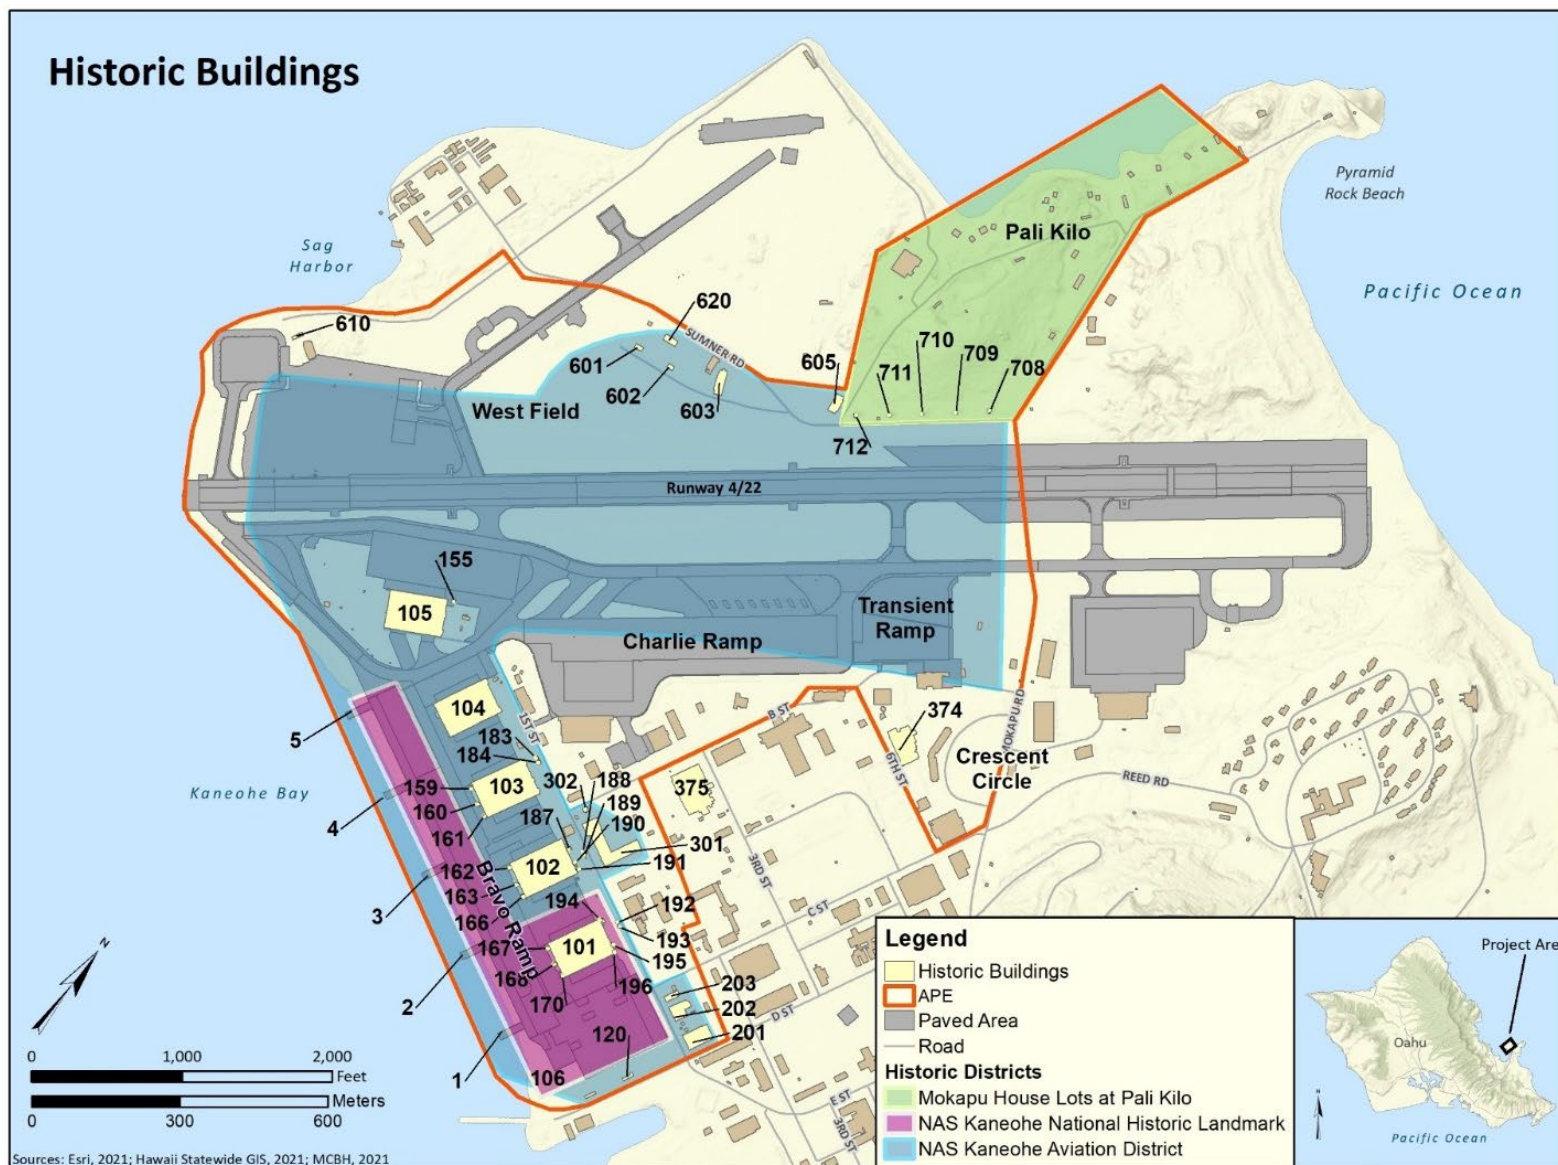 Historic Buildings
Pali Kilo
Pyramid
Rock Beach
Sag
Harbor
Pacific Ocean
610
620
SUMNER RD
601
602
603
605
710
709
711
708
712
West Field
Runway 4/22
155
105
Transient
Ramp
Charlie Ramp
104
1ST ST
B ST
MOKAPU RD
374
6TH ST
Crescent
Circle
REED RD
5
183
184
103
302
188
375
Kaneohe Bay
159
160
189
4
161
187
190
301
102
191
3RD ST
162
163
Bravo Ramp
3
166
194
192
C ST
193
167
101
195
2
168
196
203
170
202
D ST
120
201
1
106
E ST
3RD ST
N
0 1,000 2,000
Feet
Meters
0 300 600
Sources: Esri, 2021; Hawaii Statewide GIS, 2021; MCBH, 2021
Legend
Historic Buildings
APE
Paved Area
Road
Historic Districts
Mokapu House Lots at Pali Kilo
NAS Kaneohe National Historic Landmark
NAS Kaneohe Aviation District
Project Area
Oahu
N
Pacific Ocean